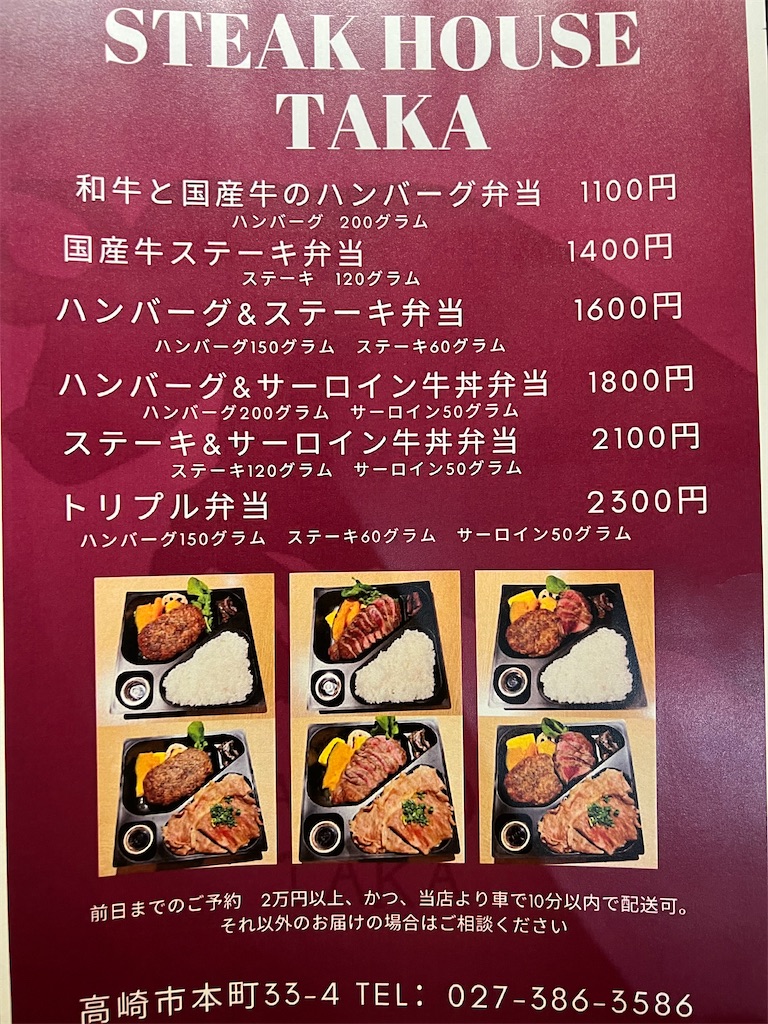 STEAK HOUSE
TAKA
和牛と国産牛のハンバーグ弁当 1100円
ハンバーグ 200グラム
国産牛ステーキ弁当 1400円
ステーキ 120グラム
ハンバーグ&ステーキ弁当 1600円
ハンバーグ150グラム ステーキ60グラム
ハンバーグ&サーロイン牛丼弁当 1800円
ハンバーグ200グラム サーロイン50グラム
ステーキ&サーロイン牛丼弁当 2100円
ステーキ120グラム サーロイン50グラム
トリプル弁当 2300円
ハンバーグ150グラム ステーキ60グラム サーロイン50グラム
TAKA
前日までのご予約 2万円以上、かつ、当店より車で10分以内で配送可。
それ以外のお届けの場合はご相談ください
高崎市本町33-4 TEL: 027-386-3586